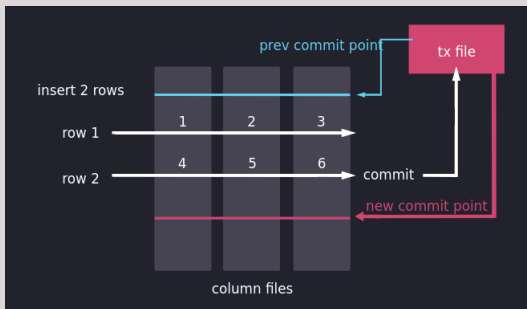 prev commit point
tx file
insert 2 rows
1 2 3
row 1
4 5 6
row 2
commit
new commit point
column files